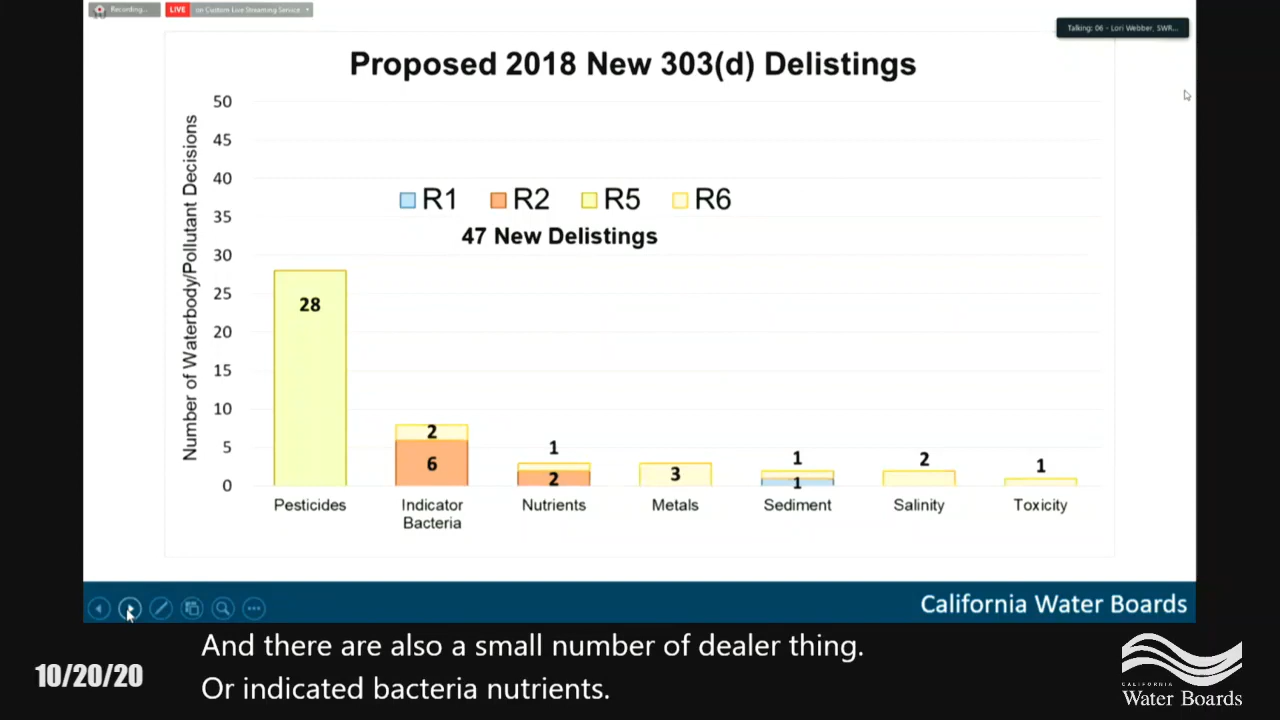 Recording...
LIVE on Custom Live Streaming Service
Talking: 06 - Lori Webber, SWR...
Proposed 2018 New 303(d) Delistings
Number of Waterbody/Pollutant Decisions
50
45
40
35
30
25
20
15
10
5
0
R1 R2 R5 R6
47 New Delistings
28
2
6
1
2
3
1
1
2
1
Pesticides
Indicator
Bacteria
Nutrients
Metals
Sediment
Salinity
Toxicity
California Water Boards
And there are also a small number of dealer thing.
Or indicated bacteria nutrients.
10/20/20
CALIFORNIA
Water Boards